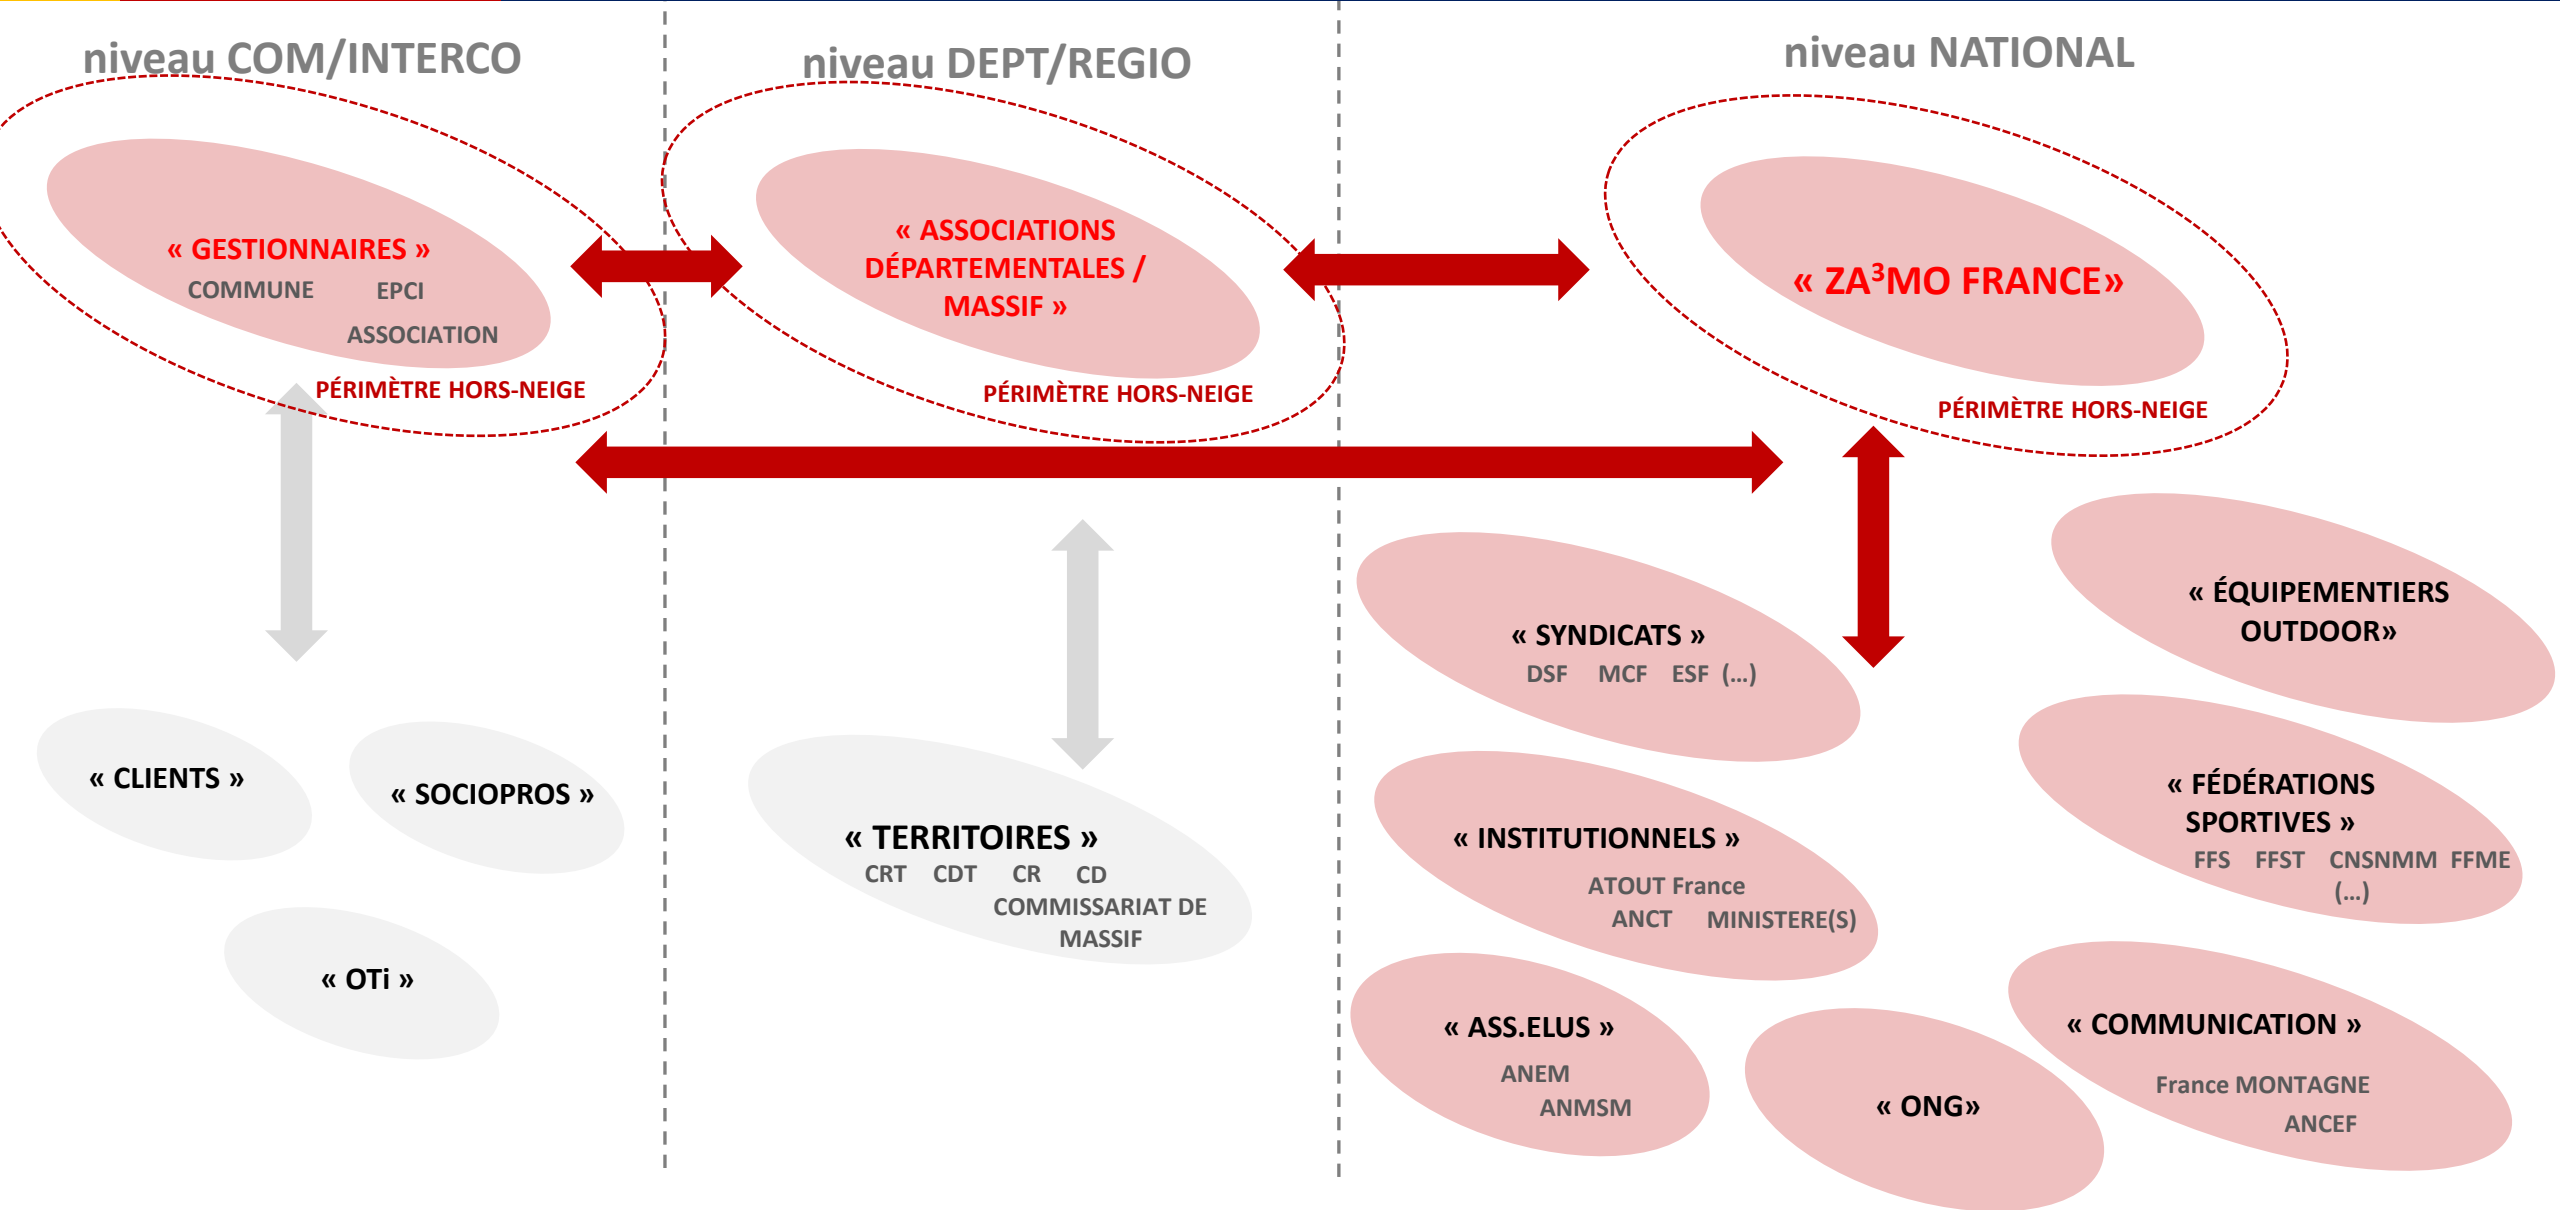 niveau COM/INTERCO
niveau DEPT/REGIO
niveau NATIONAL
« GESTIONNAIRES »
COMMUNE EPCI
ASSOCIATION
PÉRIMÈTRE HORS-NEIGE
« ASSOCIATIONS
DÉPARTEMENTALES /
MASSIF »
PÉRIMÈTRE HORS-NEIGE
« ZA³MO FRANCE»
PÉRIMÈTRE HORS-NEIGE
« CLIENTS »
« SOCIOPROS »
« OTi »
« TERRITOIRES »
CRT CDT CR CD
COMMISSARIAT DE
MASSIF
« SYNDICATS »
DSF MCF ESF (…)
« ÉQUIPEMENTIERS
OUTDOOR»
« INSTITUTIONNELS »
ATOUT France
ANCT MINISTERE(S)
« FÉDÉRATIONS
SPORTIVES »
FFS FFST CNSNMM FFME
(…)
« ASS.ELUS »
ANEM
ANMSM
« ONG»
« COMMUNICATION »
France MONTAGNE
ANCEF